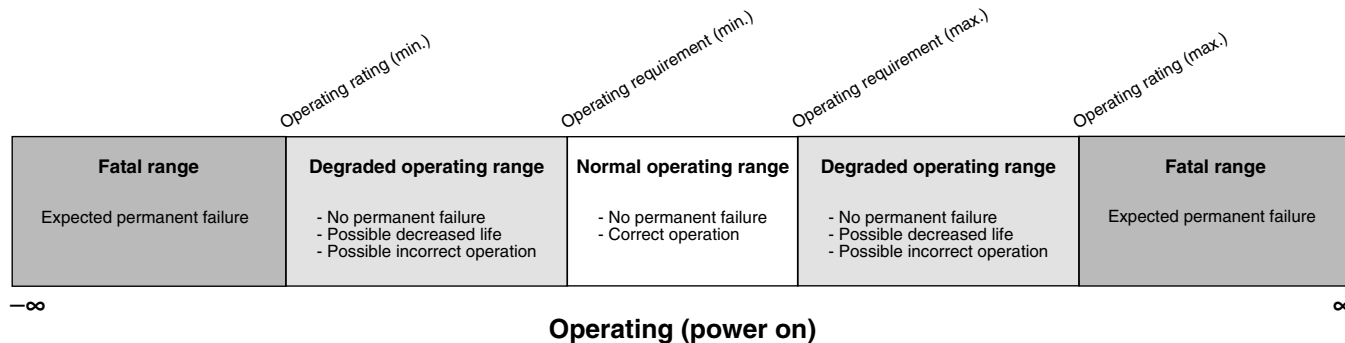 Operating rating (min.)
Operating requirement (min.)
Operating requirement (max.)
Operating rating (max.)
Fatal range
Expected permanent failure
Degraded operating range
- No permanent failure
- Possible decreased life
- Possible incorrect operation
Normal operating range
- No permanent failure
- Correct operation
Degraded operating range
- No permanent failure
- Possible decreased life
- Possible incorrect operation
Fatal range
Expected permanent failure
–∞
∞
Operating (power on)